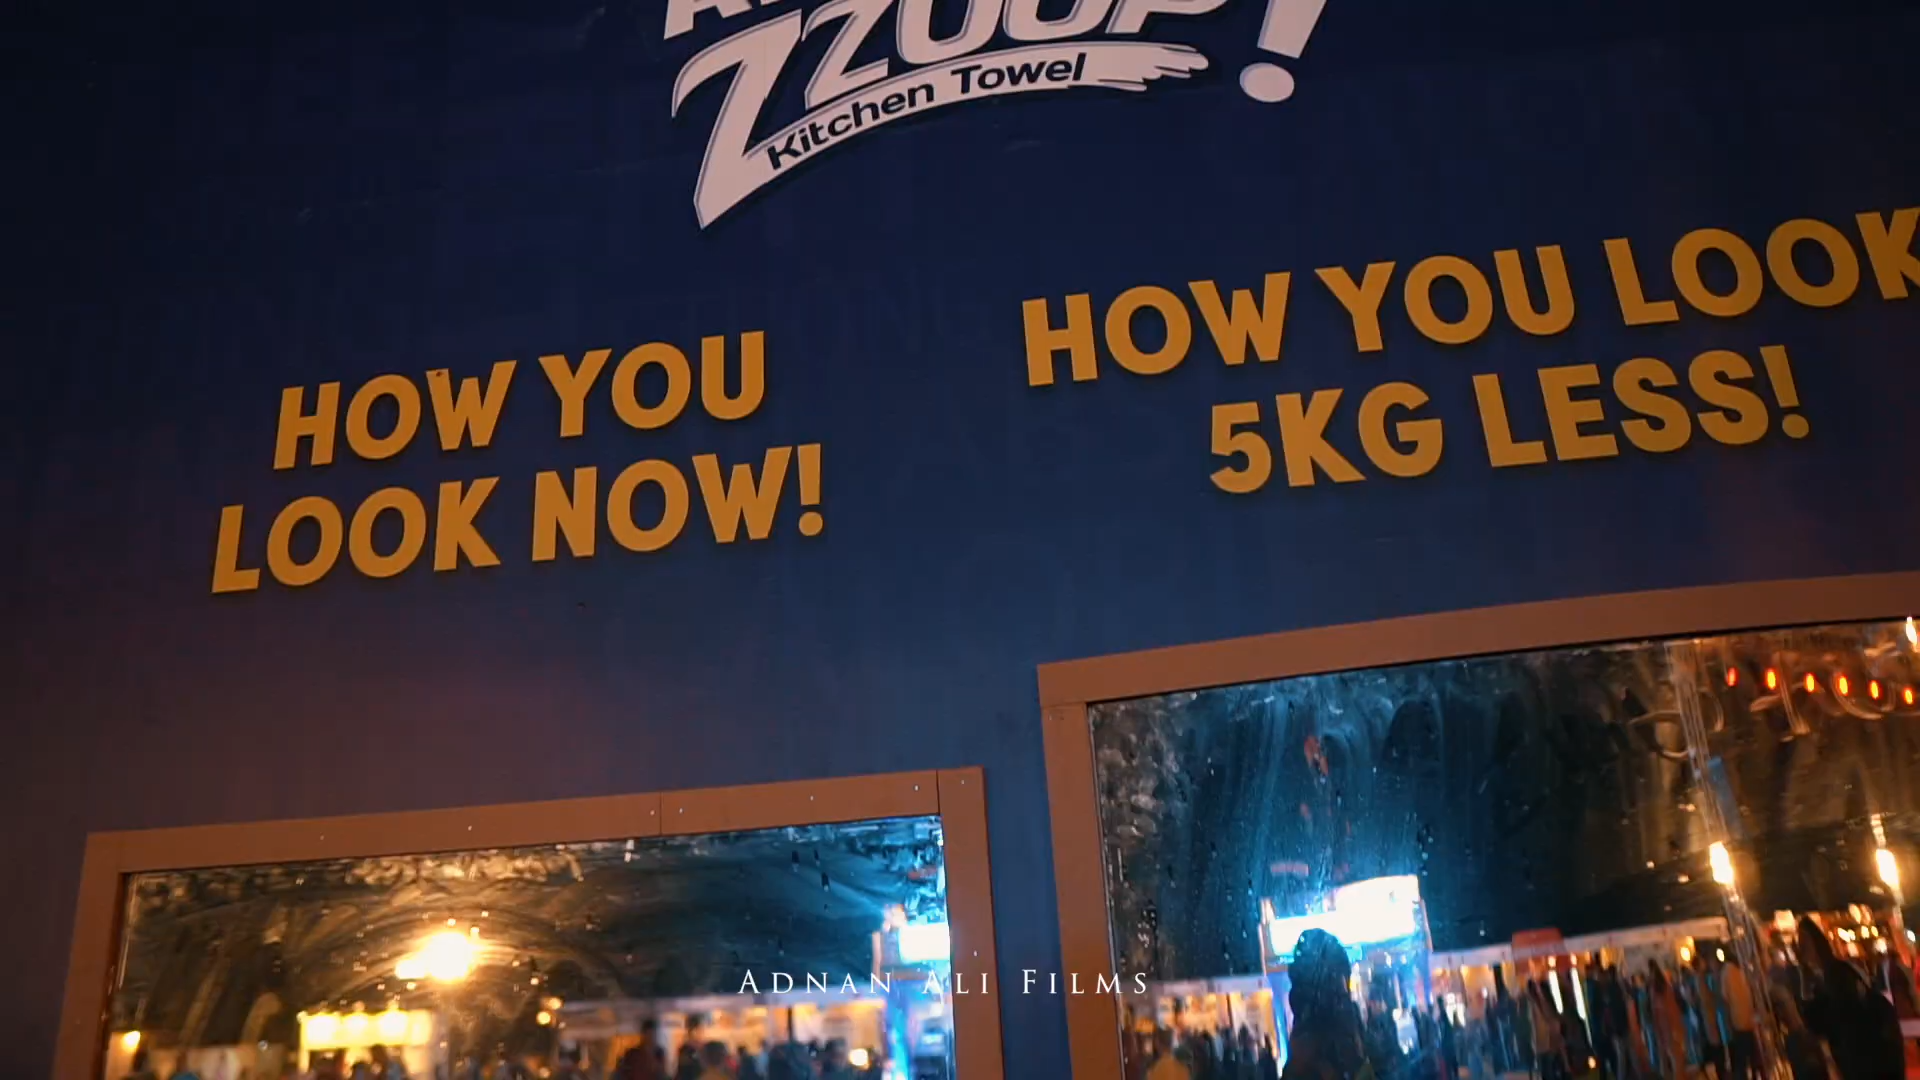 ZZOOP!
Kitchen Towel
HOW YOU
LOOK NOW!
HOW YOU LOOK
5KG LESS!
ADNAN ALI FILMS